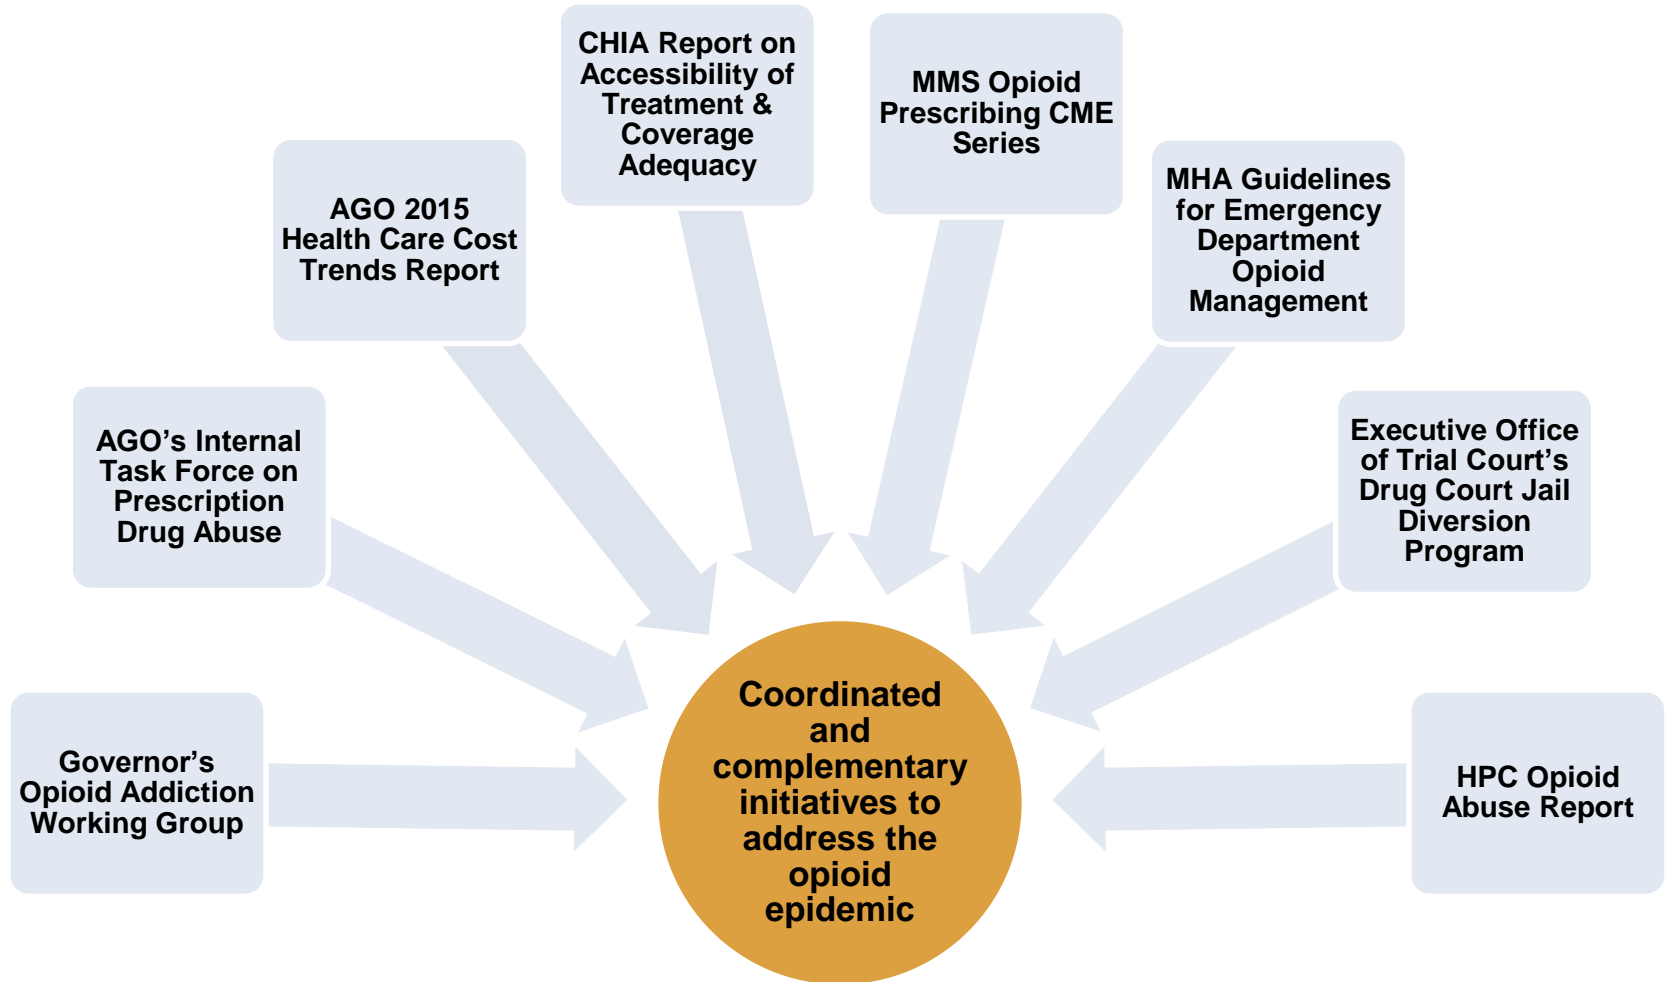 CHIA Report on
Accessibility of
Treatment &
Coverage
Adequacy
MMS Opioid
Prescribing CME
Series
AGO 2015
Health Care Cost
Trends Report
MHA Guidelines
for Emergency
Department
Opioid
Management
AGO’s Internal
Task Force on
Prescription
Drug Abuse
Executive Office
of Trial Court’s
Drug Court Jail
Diversion
Program
Governor’s
Opioid Addiction
Working Group
Coordinated
and
complementary
initiatives to
address the
opioid
epidemic
HPC Opioid
Abuse Report